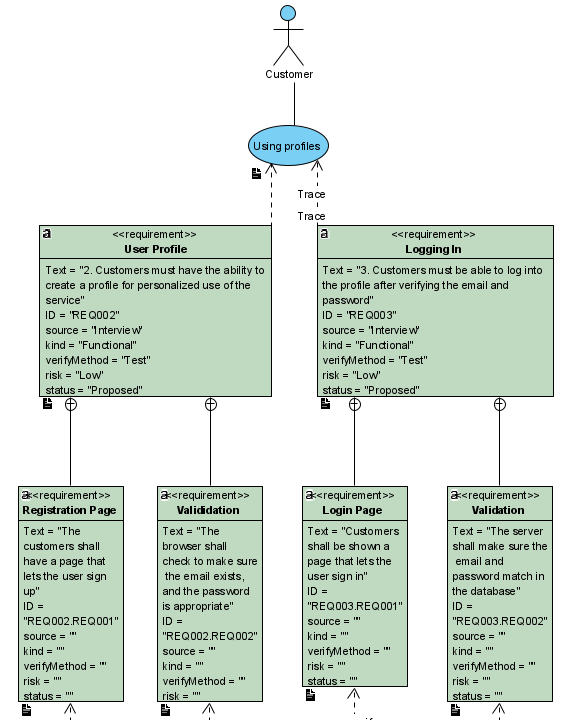 Customer
Using profiles
Trace
Trace
a
<<requirement>>
User Profile
Text = "2. Customers must have the ability to
create a profile for personalized use of the
service"
ID = "REQ002"
source = "Interview"
kind = "Functional"
verifyMethod = "Test"
risk = "Low"
status = "Proposed"
a
<<requirement>>
Logging In
Text = "3. Customers must be able to log into
the profile after verifying the email and
password"
ID = "REQ003"
source = "Interview"
kind = "Functional"
verifyMethod = "Test"
risk = "Low"
status = "Proposed"
a
<<requirement>>
Registration Page
Text = "The
customers shall
have a page that
lets the user sign
up"
ID =
"REQ002.REQ001"
source = ""
kind = ""
verifyMethod = ""
risk = ""
status = ""
a
<<requirement>>
Valididation
Text = "The
browser shall
check to make sure
the email exists,
and the password
is appropriate"
ID =
"REQ002.REQ002"
source = ""
kind = ""
verifyMethod = ""
risk = ""
status = ""
a
<<requirement>>
Login Page
Text = "Customers
shall be shown a
page that lets the
user sign in"
ID =
"REQ003.REQ001"
source = ""
kind = ""
verifyMethod = ""
risk = ""
status = ""
a
<<requirement>>
Validation
Text = "The server
shall make sure the
email and
password match in
the database"
ID =
"REQ003.REQ002"
source = ""
kind = ""
verifyMethod = ""
risk = ""
status = ""